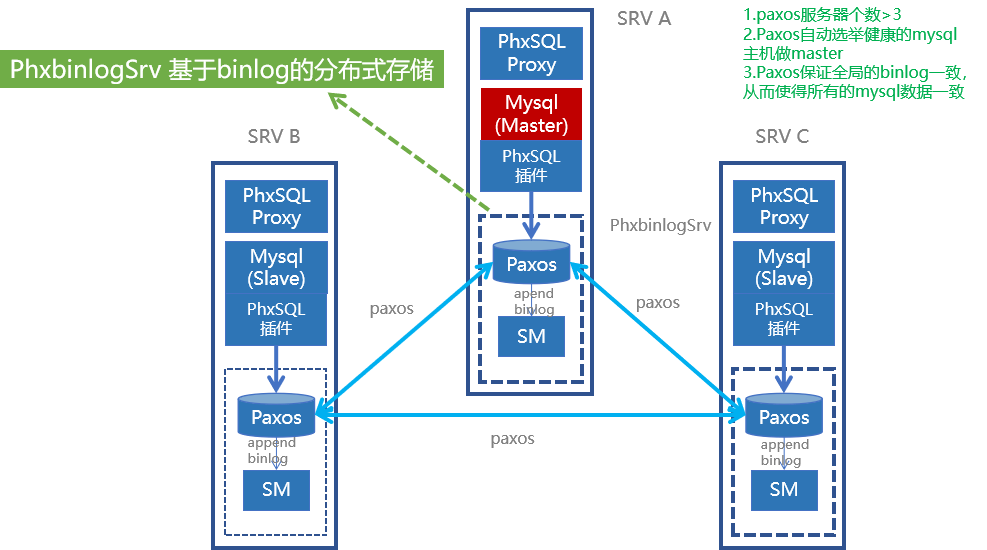 SRV A
1.paxos服务器个数>3
2.Paxos自动选举健康的mysql
主机做master
3.Paxos保证全局的binlog一致，
从而使得所有的mysql数据一致
PhxbinlogSrv 基于binlog的分布式存储
PhxSQL
Proxy
Mysql
(Master)
PhxSQL
插件
PhxbinlogSrv
Paxos
apend
binlog
SM
SRV B
PhxSQL
Proxy
Mysql
(Slave)
PhxSQL
插件
Paxos
append
binlog
SM
SRV C
PhxSQL
Proxy
Mysql
(Slave)
PhxSQL
插件
Paxos
append
binlog
SM
paxos
paxos
paxos